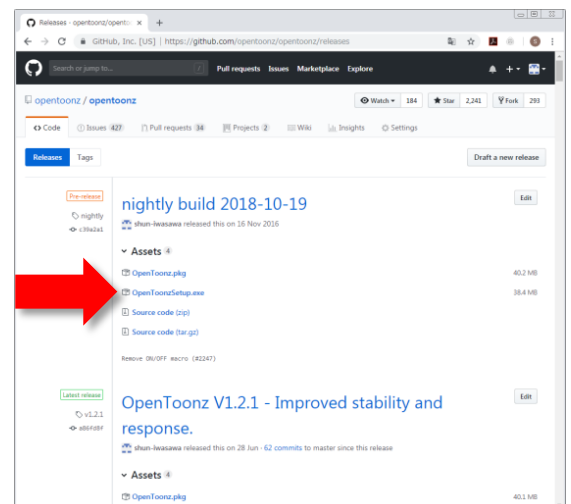 Releases · opentoonz/opento
GitHub, Inc. [US] | https://github.com/opentoonz/opentoonz/releases
Search or jump to... / Pull requests Issues Marketplace Explore
opentoonz / opentoonz Watch 184 Star 2,241 Fork 293
Code Issues 427 Pull requests 34 Projects 2 Wiki Insights Settings
Releases Tags Draft a new release
Pre-release nightly build 2018-10-19 Edit
nightly shun-iwasawa released this on 16 Nov 2016
c39a2a1
Assets 4
OpenToonz.pkg 40.2 MB
OpenToonzSetup.exe 38.4 MB
Source code (zip)
Source code (tar.gz)
Remove ON/OFF macro (#2247)
Latest release OpenToonz V1.2.1 - Improved stability and Edit
v1.2.1 response.
shun-iwasawa released this on 28 Jun · 62 commits to master since this release
Assets 4
OpenToonz.pkg 40.1 MB